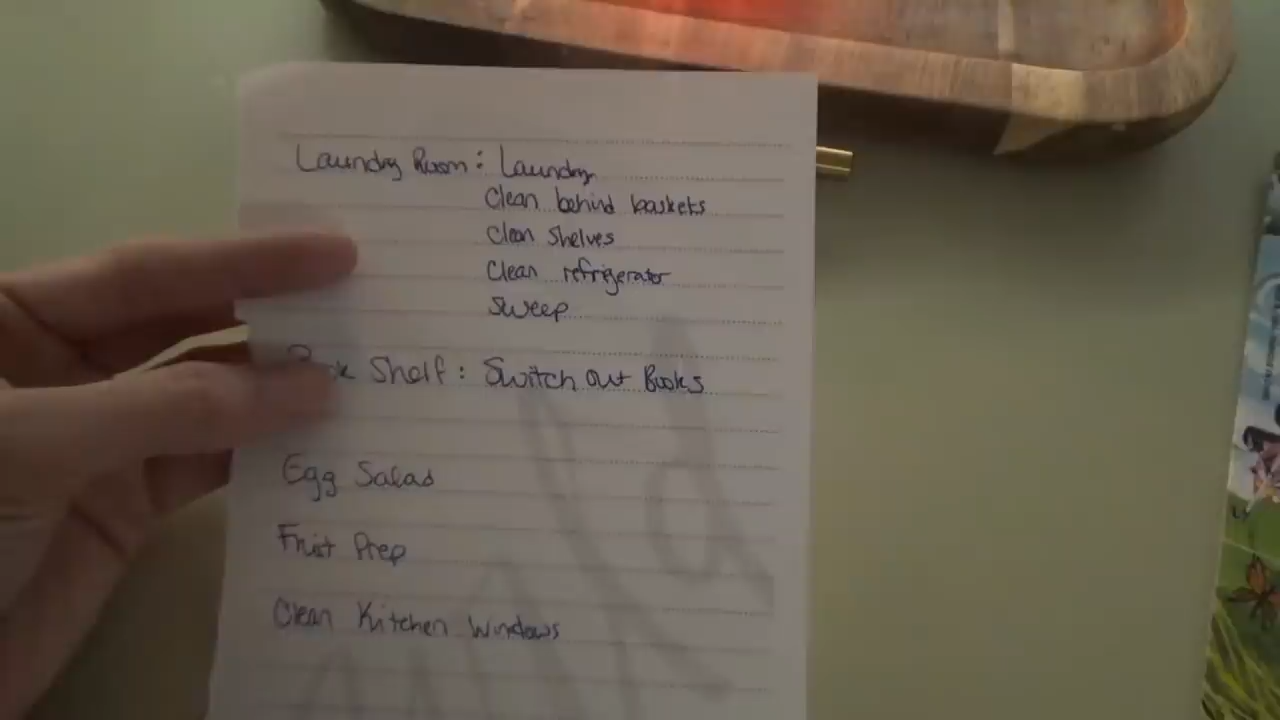 Laundry Room: Laundry
Clean behind baskets
Clean Shelves
Clean refrigerator
Sweep
Book Shelf: Switch out Books
Egg Salad
Fruit Prep
Clean Kitchen Windows